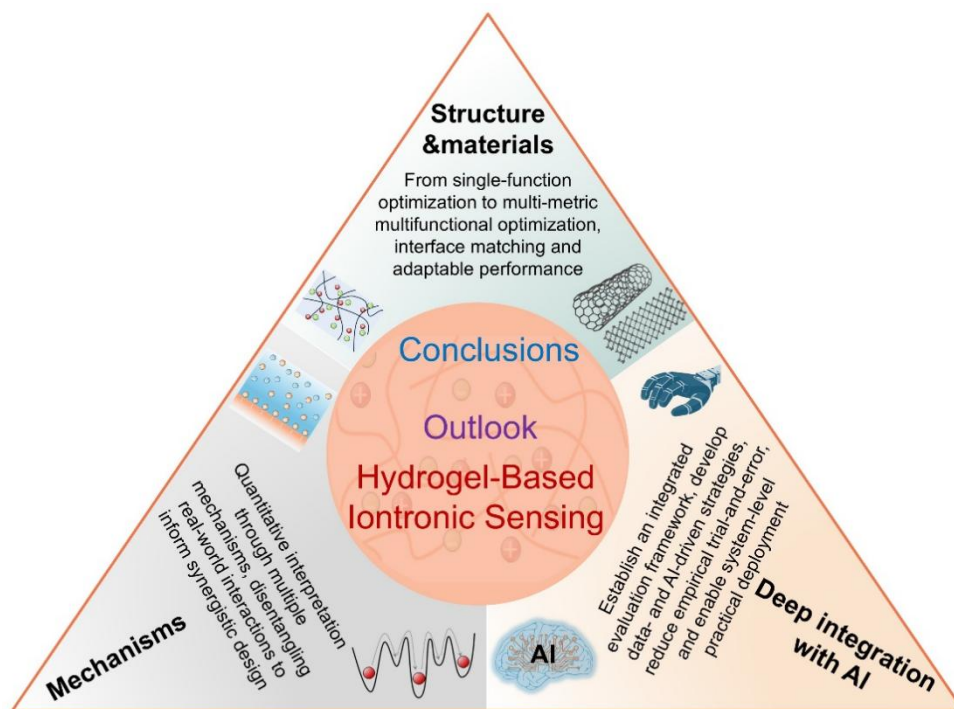 Structure
&materials
From single-function
optimization to multi-metric
multifunctional optimization,
interface matching and
adaptable performance
Conclusions
Outlook
Hydrogel-Based
Iontronic Sensing
Mechanisms
Quantitative interpretation
through multiple
mechanisms, disentangling
real-world interactions to
inform synergistic design
AI
Establish an integrated
evaluation framework, develop
data- and AI-driven strategies,
reduce empirical trial-and-error,
and enable system-level
practical deployment
Deep integration
with AI